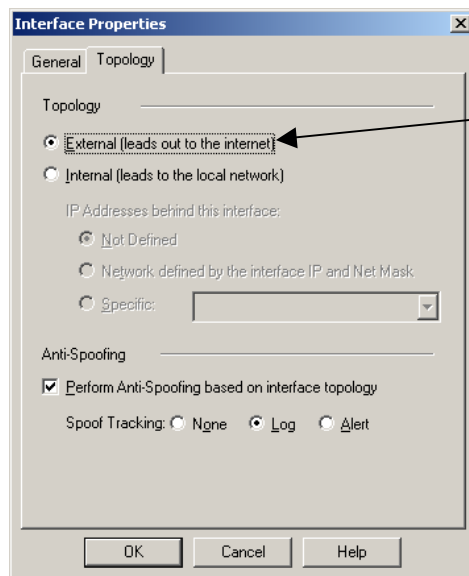 Interface Properties
General Topology
Topology
External (leads out to the internet)
Internal (leads to the local network)
IP Addresses behind this interface:
Not Defined
Network defined by the interface IP and Net Mask
Specific:
Anti-Spoofing
Perform Anti-Spoofing based on interface topology
Spoof Tracking: None Log Alert
OK Cancel Help